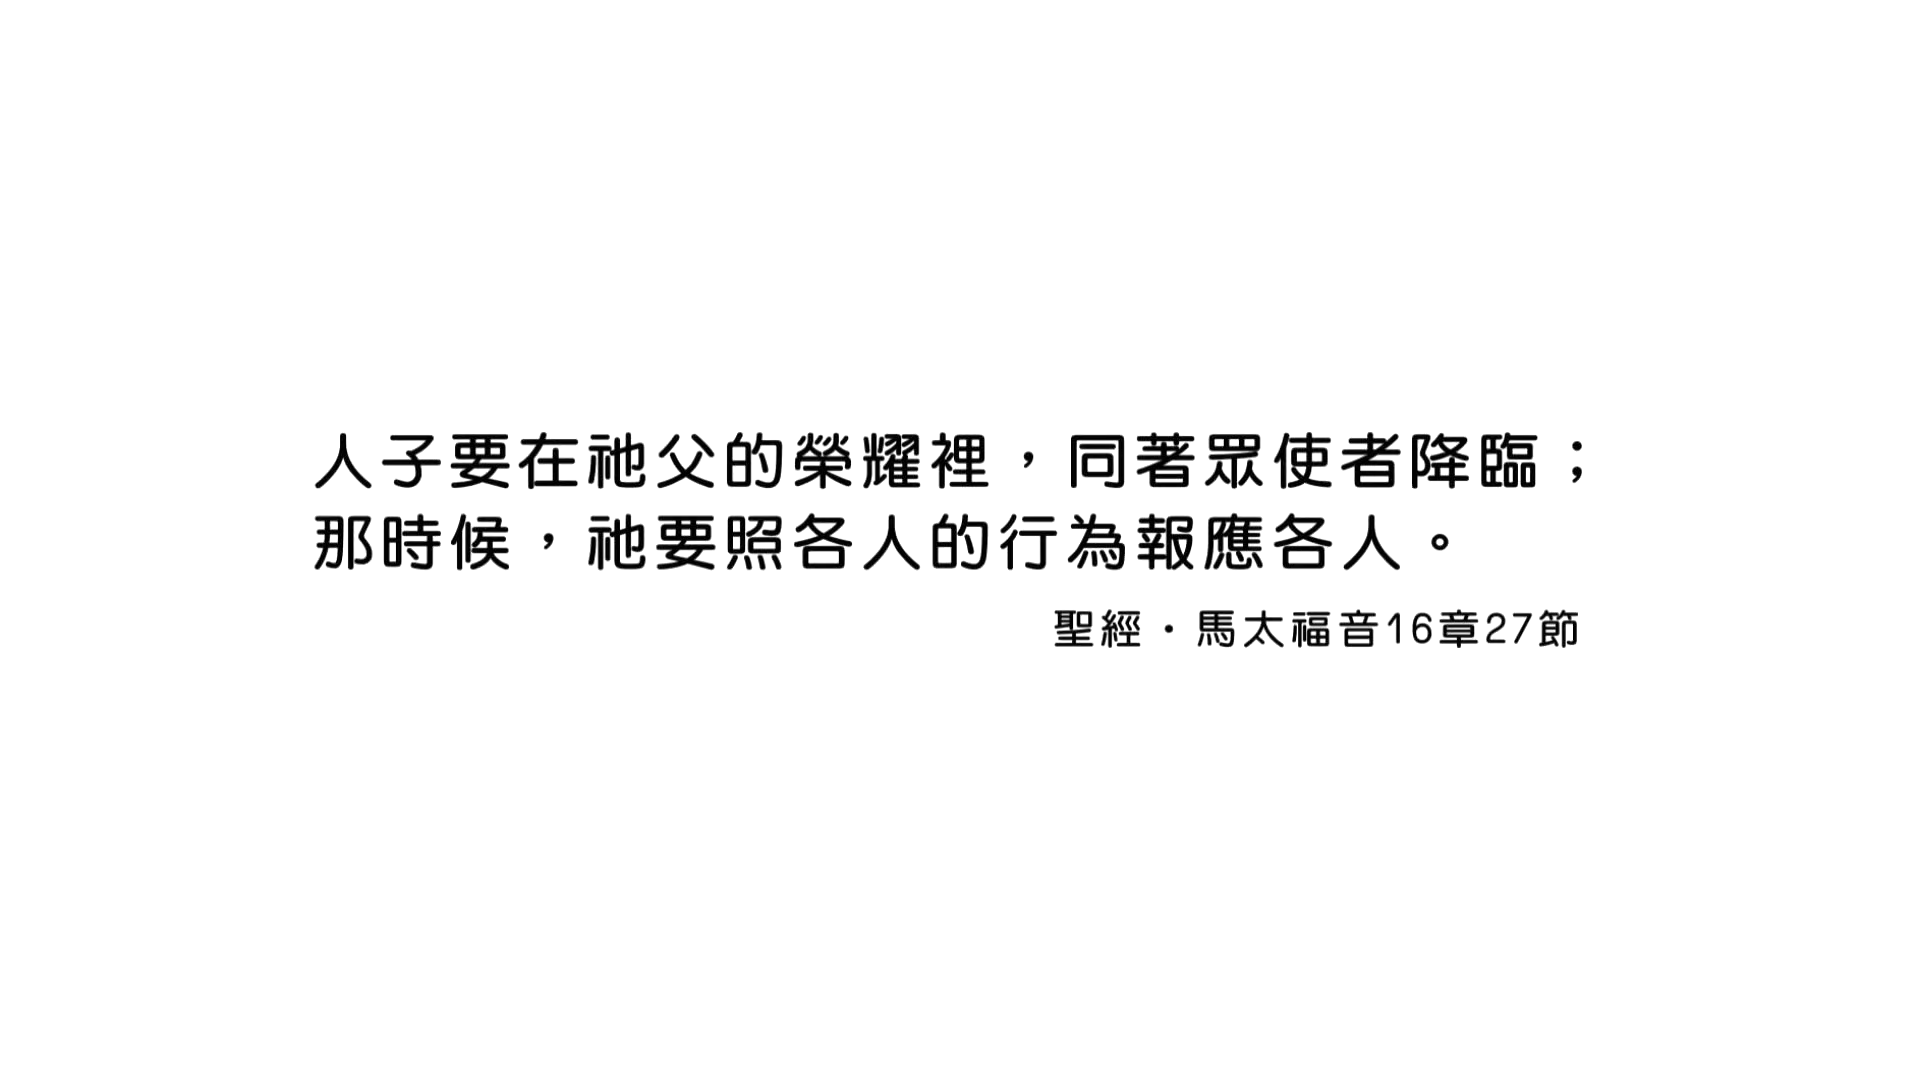 人子要在祂父的榮耀裡，同著眾使者降臨；
那時候，祂要照各人的行為報應各人。
聖經・馬太福音16章27節